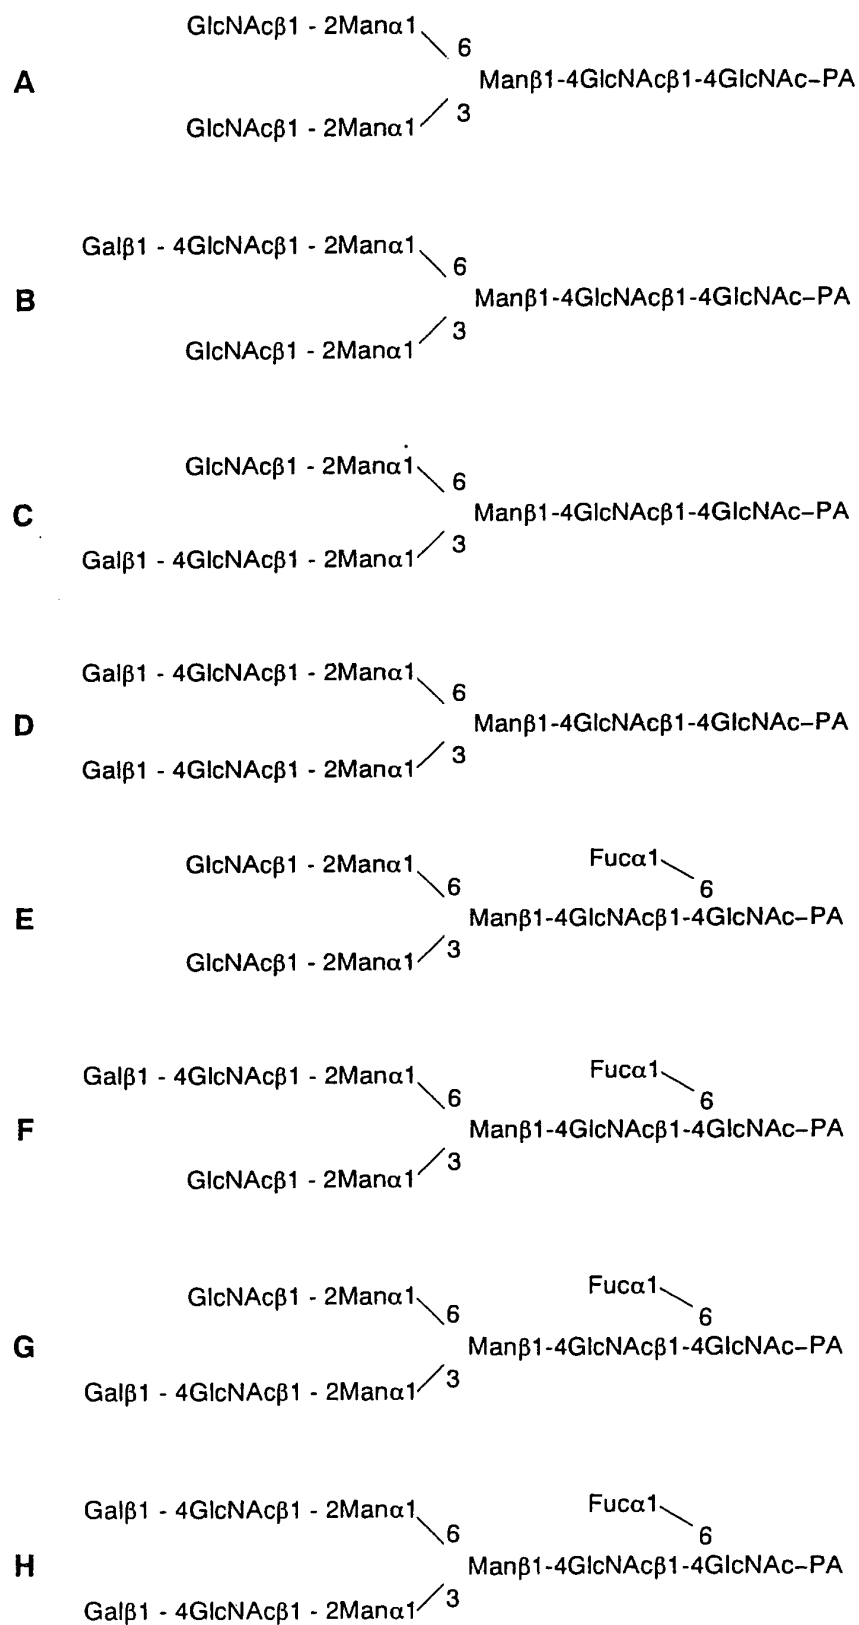 GlcNAcβ1 - 2Manα1
6
A
Manβ1-4GlcNAcβ1-4GlcNAc–PA
3
GlcNAcβ1 - 2Manα1
Galβ1 - 4GlcNAcβ1 - 2Manα1
6
B
Manβ1-4GlcNAcβ1-4GlcNAc–PA
3
GlcNAcβ1 - 2Manα1
GlcNAcβ1 - 2Manα1
6
C
Manβ1-4GlcNAcβ1-4GlcNAc–PA
3
Galβ1 - 4GlcNAcβ1 - 2Manα1
Galβ1 - 4GlcNAcβ1 - 2Manα1
6
D
Manβ1-4GlcNAcβ1-4GlcNAc–PA
3
Galβ1 - 4GlcNAcβ1 - 2Manα1
GlcNAcβ1 - 2Manα1
Fucα1
6
6
E
Manβ1-4GlcNAcβ1-4GlcNAc–PA
3
GlcNAcβ1 - 2Manα1
Galβ1 - 4GlcNAcβ1 - 2Manα1
Fucα1
6
6
F
Manβ1-4GlcNAcβ1-4GlcNAc–PA
3
GlcNAcβ1 - 2Manα1
GlcNAcβ1 - 2Manα1
Fucα1
6
6
G
Manβ1-4GlcNAcβ1-4GlcNAc–PA
3
Galβ1 - 4GlcNAcβ1 - 2Manα1
Galβ1 - 4GlcNAcβ1 - 2Manα1
Fucα1
6
6
H
Manβ1-4GlcNAcβ1-4GlcNAc–PA
3
Galβ1 - 4GlcNAcβ1 - 2Manα1